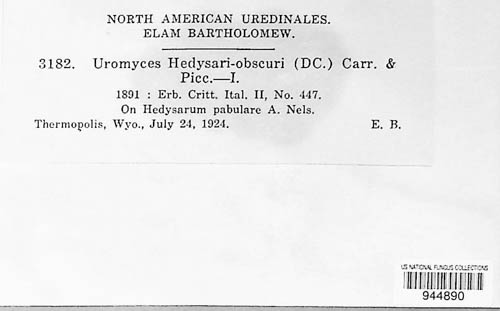 NORTH AMERICAN UREDINALES.
ELAM BARTHOLOMEW.
3182. Uromyces Hedysari-obscuri (DC.) Carr. &
Picc.—I.
1891 : Erb. Critt. Ital. II, No. 447.
On Hedysarum pabulare A. Nels.
Thermopolis, Wyo., July 24, 1924. E. B.
US NATIONAL FUNGUS COLLECTIONS
944890